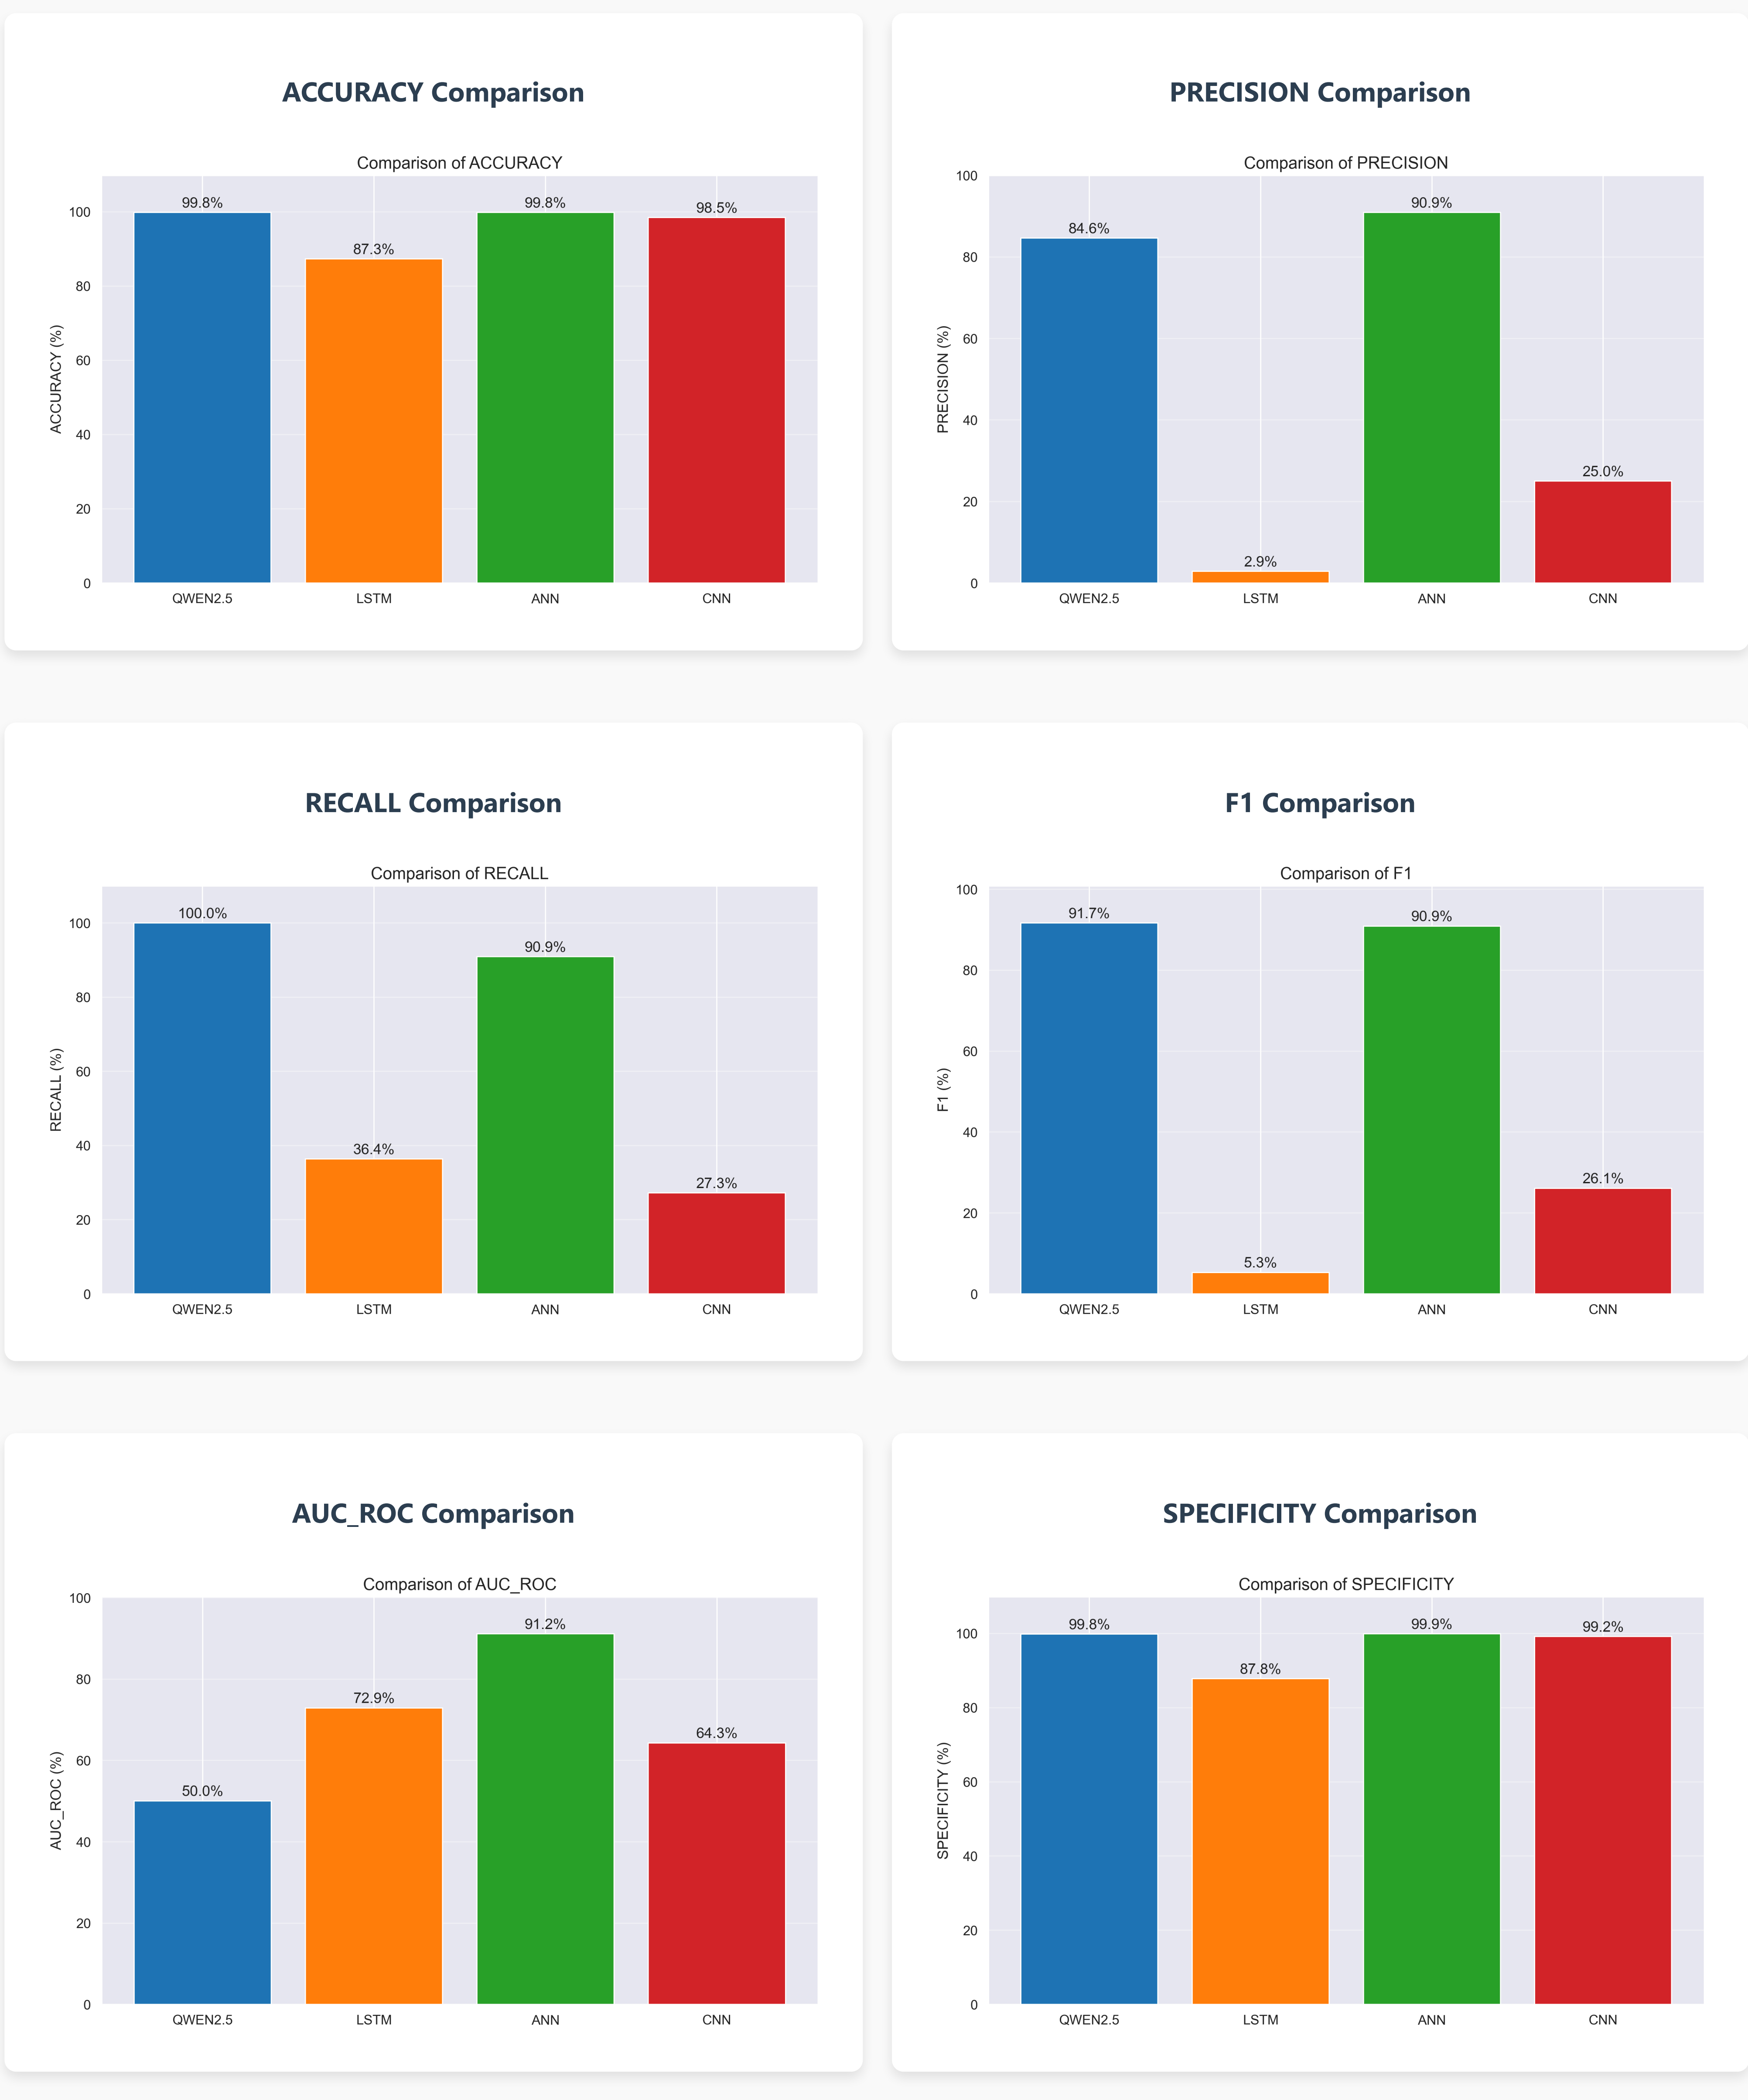 ACCURACY Comparison
Comparison of ACCURACY
ACCURACY (%)
100
80
60
40
20
0
99.8%
87.3%
99.8%
98.5%
QWEN2.5
LSTM
ANN
CNN
PRECISION Comparison
Comparison of PRECISION
PRECISION (%)
100
80
60
40
20
0
84.6%
2.9%
90.9%
25.0%
QWEN2.5
LSTM
ANN
CNN
RECALL Comparison
Comparison of RECALL
RECALL (%)
100
80
60
40
20
0
100.0%
36.4%
90.9%
27.3%
QWEN2.5
LSTM
ANN
CNN
F1 Comparison
Comparison of F1
F1 (%)
100
80
60
40
20
0
91.7%
5.3%
90.9%
26.1%
QWEN2.5
LSTM
ANN
CNN
AUC_ROC Comparison
Comparison of AUC_ROC
AUC_ROC (%)
100
80
60
40
20
0
50.0%
72.9%
91.2%
64.3%
QWEN2.5
LSTM
ANN
CNN
SPECIFICITY Comparison
Comparison of SPECIFICITY
SPECIFICITY (%)
100
80
60
40
20
0
99.8%
87.8%
99.9%
99.2%
QWEN2.5
LSTM
ANN
CNN